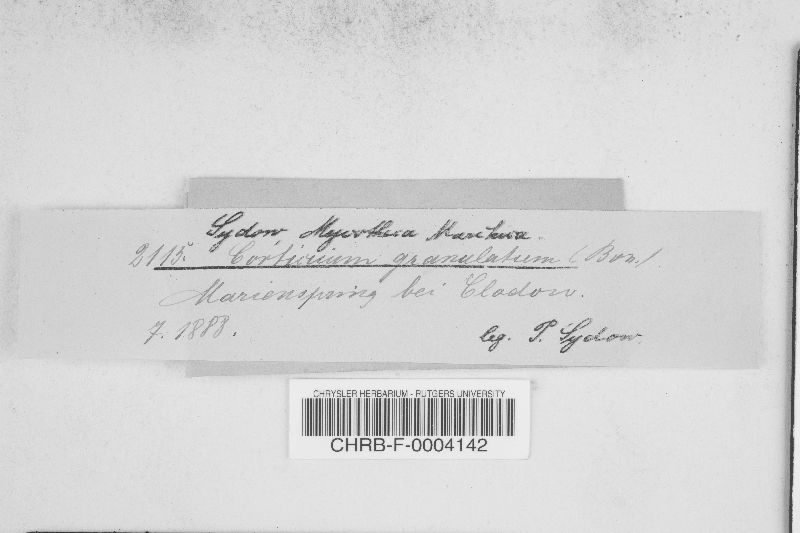 Sydow Mycotheca Marchica.
2115. Corticium granulatum (Bon.).
Marienspring bei Cladow.
7. 1888.
leg. P. Sydow.
CHRYSLER HERBARIUM - RUTGERS UNIVERSITY
CHRB-F-0004142